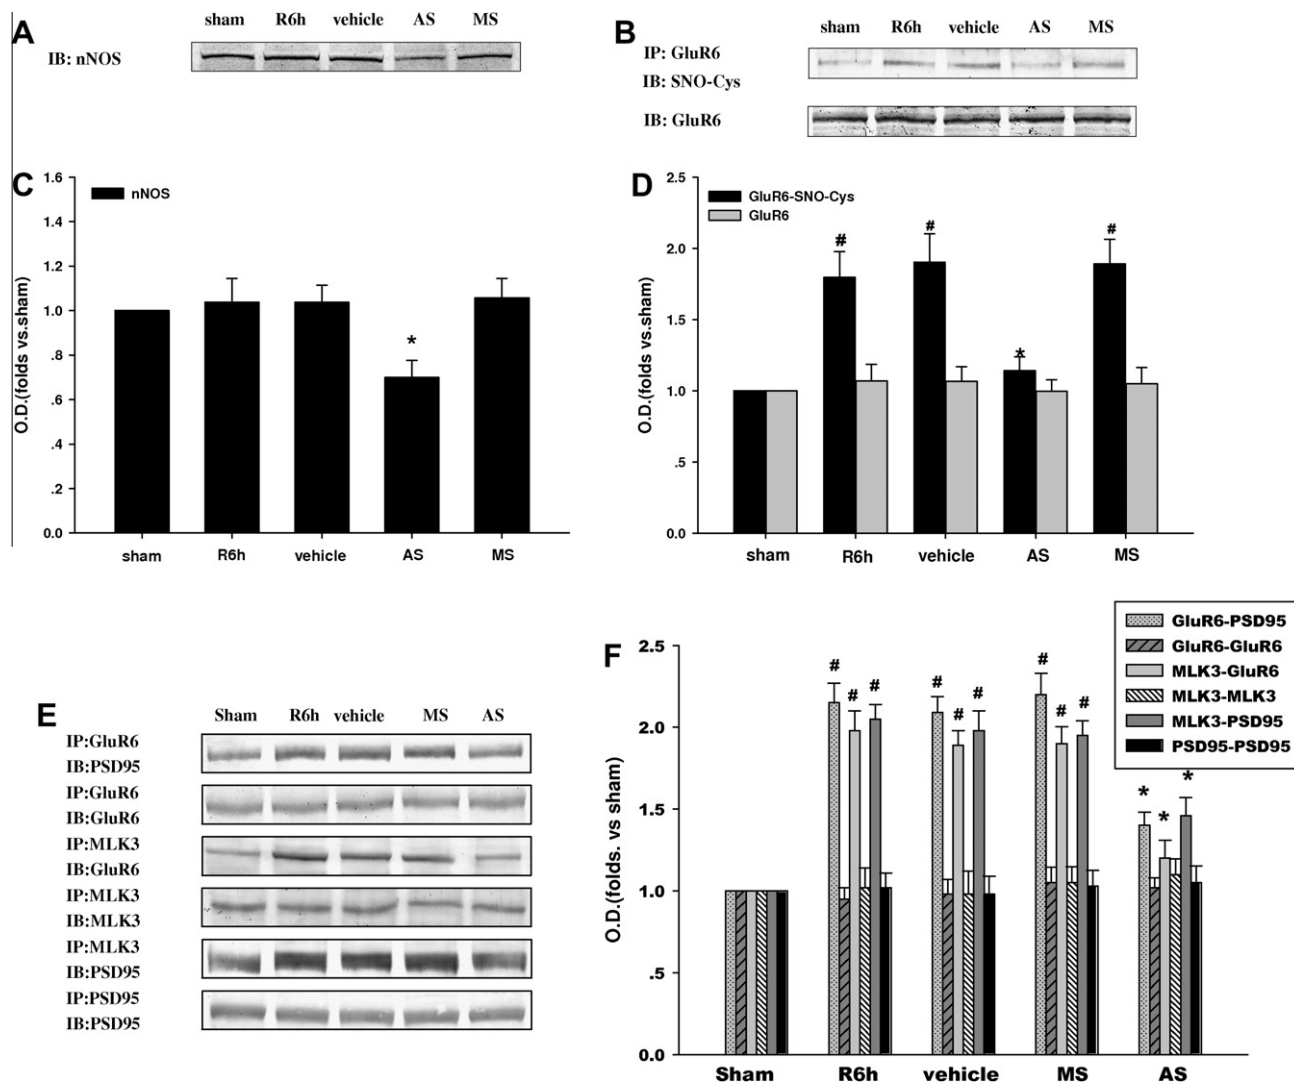 A
sham R6h vehicle AS MS
IB: nNOS
B
sham R6h vehicle AS MS
IP: GluR6
IB: SNO-Cys
IB: GluR6
C
nNOS
O.D.(folds vs.sham)
1.6
1.4
1.2
1.0
.8
.6
.4
.2
0.0
*
sham R6h vehicle AS MS
D
GluR6-SNO-Cys
GluR6
O.D.(folds vs.sham)
2.5
2.0
1.5
1.0
.5
0.0
# # * #
sham R6h vehicle AS MS
E
Sham R6h vehicle MS AS
IP:GluR6
IB:PSD95
IP:GluR6
IB:GluR6
IP:MLK3
IB:GluR6
IP:MLK3
IB:MLK3
IP:MLK3
IB:PSD95
IP:PSD95
IB:PSD95
F
GluR6-PSD95
GluR6-GluR6
MLK3-GluR6
MLK3-MLK3
MLK3-PSD95
PSD95-PSD95
O.D.(folds. vs sham)
2.5
2.0
1.5
1.0
.5
0.0
# # # # # # # # # * * *
Sham R6h vehicle MS AS